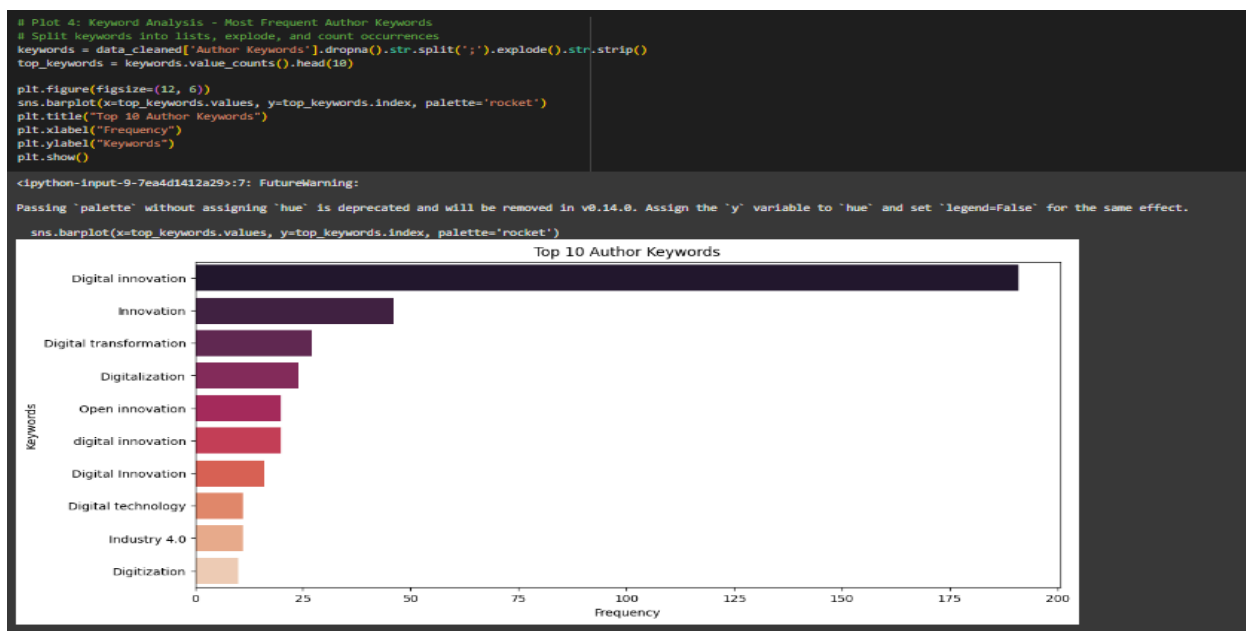 # Plot 4: Keyword Analysis - Most Frequent Author Keywords
# Split keywords into lists, explode, and count occurrences
keywords = data_cleaned['Author Keywords'].dropna().str.split(';').explode().str.strip()
top_keywords = keywords.value_counts().head(10)
plt.figure(figsize=(12, 6))
sns.barplot(x=top_keywords.values, y=top_keywords.index, palette='rocket')
plt.title("Top 10 Author Keywords")
plt.xlabel("Frequency")
plt.ylabel("Keywords")
plt.show()
<ipython-input-9-7ea4d1412a29>:7: FutureWarning:
Passing `palette` without assigning `hue` is deprecated and will be removed in v0.14.0. Assign the `y` variable to `hue` and set `legend=False` for the same effect.
sns.barplot(x=top_keywords.values, y=top_keywords.index, palette='rocket')
Top 10 Author Keywords
Digital innovation
Innovation
Digital transformation
Digitalization
Open innovation
digital innovation
Digital Innovation
Digital technology
Industry 4.0
Digitization
Keywords
0 25 50 75 100 125 150 175 200
Frequency